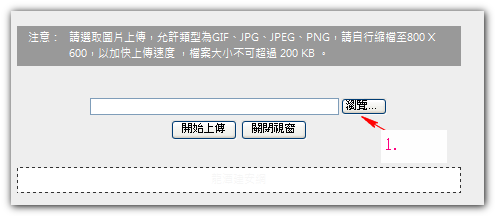 注意：請選取圖片上傳，允許類型為GIF、JPG、JPEG、PNG，請自行縮檔至800 X
600，以加快上傳速度 ，檔案大小不可超過 200 KB 。
瀏覽...
開始上傳 關閉視窗
1.